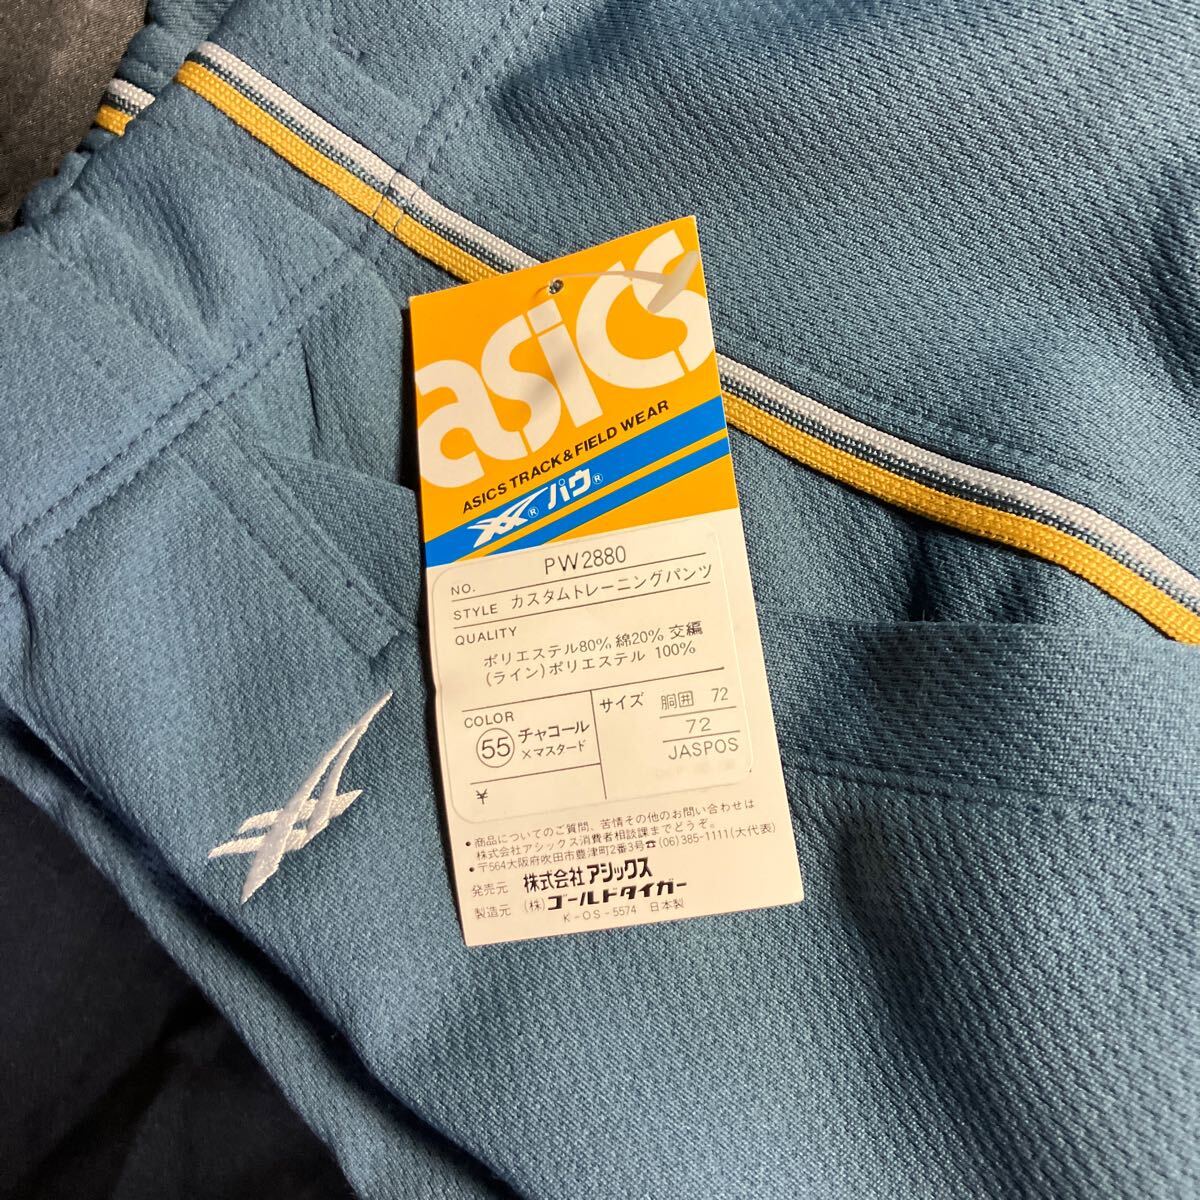 asics
ASICS TRACK & FIELD WEAR
® パウ®
NO. PW2880
STYLE カスタムトレーニングパンツ
QUALITY
ポリエステル80% 綿20% 交編
(ライン)ポリエステル 100%
COLOR
55 チャコール
×マスタード
サイズ 胴囲 72
72
JASPOS
¥
•商品についてのご質問、苦情その他のお問い合わせは
株式会社アシックス消費者相談課までどうぞ。
•〒564大阪府吹田市豊津町2番3号☎(06)385-1111(大代表)
発売元 株式会社アシックス
製造元 (株)ゴールドタイガー
K-OS-5574 日本製